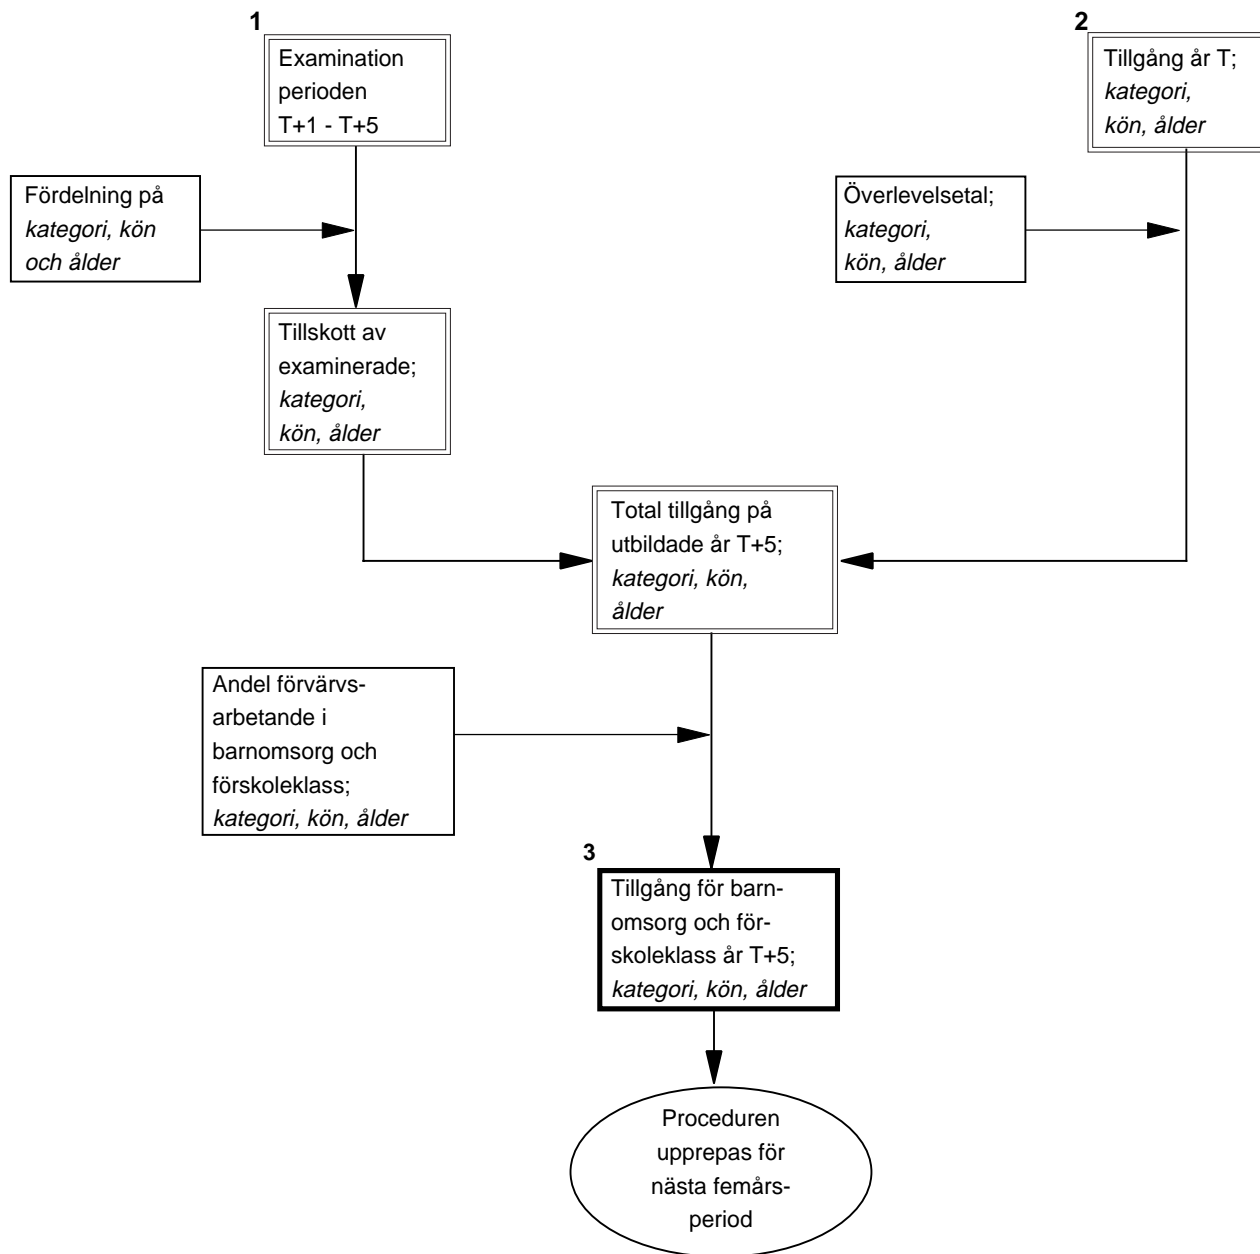 1
Examination
perioden
T+1 - T+5
2
Tillgång år T;
kategori,
kön, ålder
Fördelning på
kategori, kön
och ålder
Överlevelsetal;
kategori,
kön, ålder
Tillskott av
examinerade;
kategori,
kön, ålder
Total tillgång på
utbildade år T+5;
kategori, kön,
ålder
Andel förvärvs-
arbetande i
barnomsorg och
förskoleklass;
kategori, kön, ålder
3
Tillgång för barn-
omsorg och för-
skoleklass år T+5;
kategori, kön, ålder
Proceduren
upprepas för
nästa femårs-
period